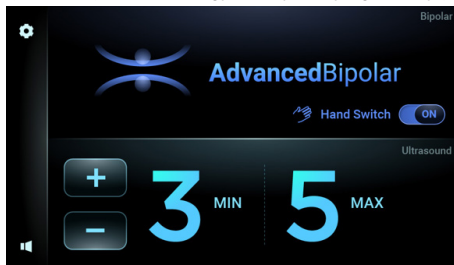 Bipolar
AdvancedBipolar
Hand Switch ON
Ultrasound
+
3 MIN 5 MAX
-